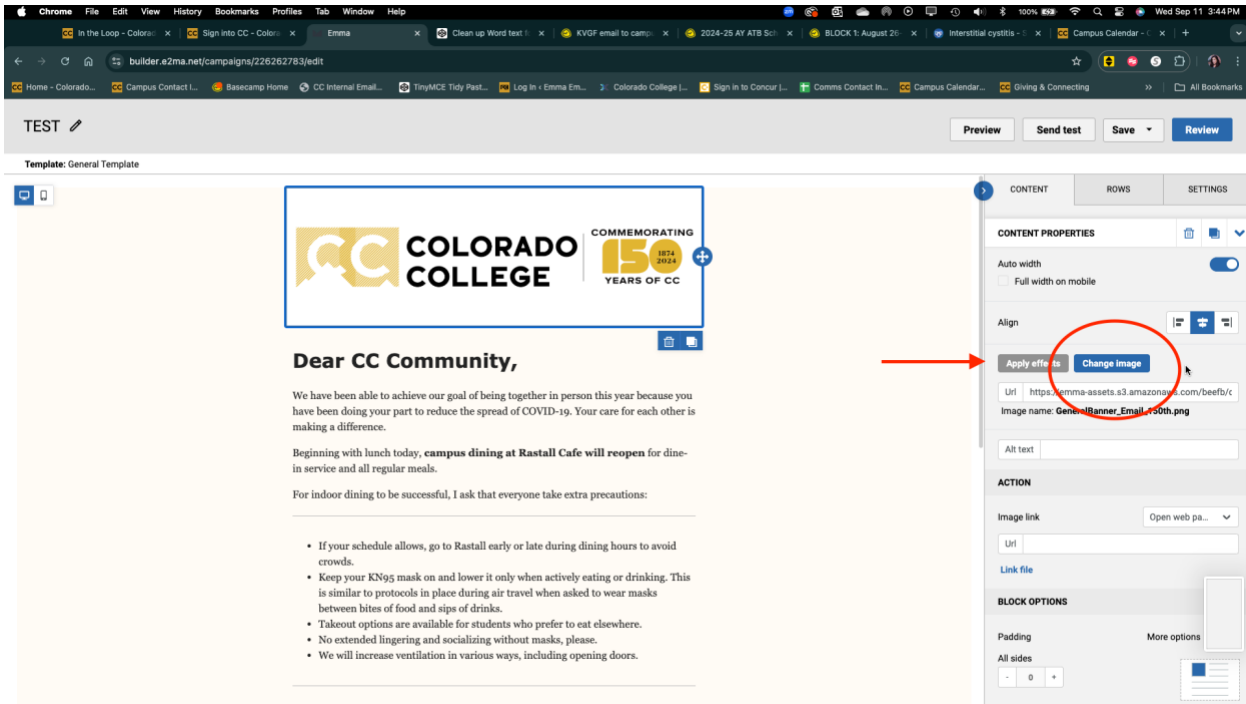 Chrome File Edit View History Bookmarks Profiles Tab Window Help 100% Wed Sep 11 3:44PM
In the Loop - Colorad Sign into CC - Colora Emma Clean up Word text f KVGF email to camp 2024-25 AY ATB Sch BLOCK 1: August 26- Interstitial cystitis - S Campus Calendar - C
builder.e2ma.net/campaigns/226262783/edit
Home - Colorado... Campus Contact I... Basecamp Home CC Internal Email... TinyMCE Tidy Past... Log In ‹ Emma Em... Colorado College |... Sign in to Concur |... Comms Contact In... Campus Calendar... Giving & Connecting » All Bookmarks
TEST
Preview Send test Save Review
Template: General Template
CONTENT ROWS SETTINGS
CONTENT PROPERTIES
Auto width
Full width on mobile
Align
Apply effects Change image
Url https://emma-assets.s3.amazonaws.com/beefb/c
Image name: GeneralBanner_Email_150th.png
Alt text
ACTION
Image link Open web pa...
Url
Link file
BLOCK OPTIONS
Padding More options
All sides
- 0 +
CC COLORADO
COLLEGE
COMMEMORATING
150
1874
2024
YEARS OF CC
Dear CC Community,
We have been able to achieve our goal of being together in person this year because you
have been doing your part to reduce the spread of COVID-19. Your care for each other is
making a difference.
Beginning with lunch today, campus dining at Rastall Cafe will reopen for dine-
in service and all regular meals.
For indoor dining to be successful, I ask that everyone take extra precautions:
• If your schedule allows, go to Rastall early or late during dining hours to avoid
crowds.
• Keep your KN95 mask on and lower it only when actively eating or drinking. This
is similar to protocols in place during air travel when asked to wear masks
between bites of food and sips of drinks.
• Takeout options are available for students who prefer to eat elsewhere.
• No extended lingering and socializing without masks, please.
• We will increase ventilation in various ways, including opening doors.